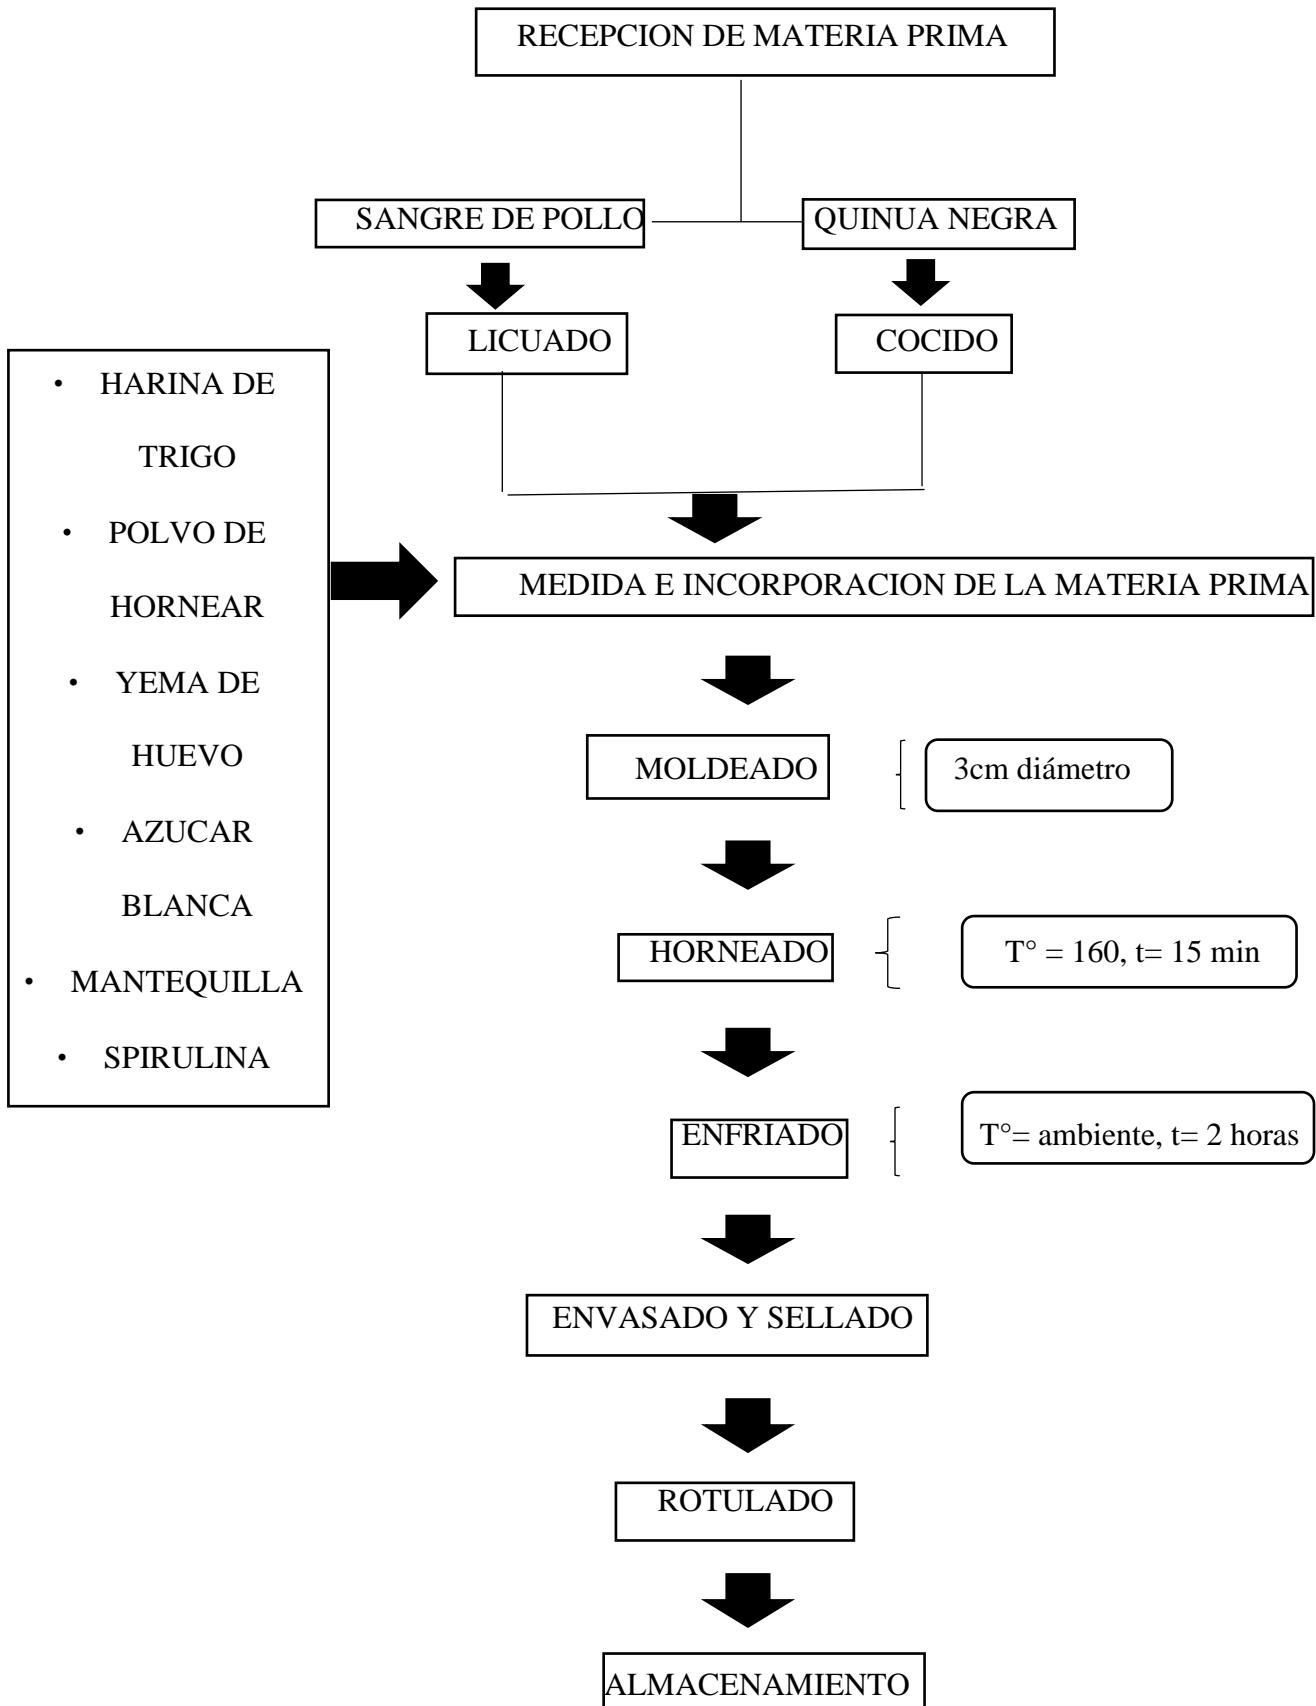 RECEPCION DE MATERIA PRIMA
SANGRE DE POLLO
QUINUA NEGRA
LICUADO
COCIDO
• HARINA DE
TRIGO
• POLVO DE
HORNEAR
• YEMA DE
HUEVO
• AZUCAR
BLANCA
• MANTEQUILLA
• SPIRULINA
MEDIDA E INCORPORACION DE LA MATERIA PRIMA
MOLDEADO
3cm diámetro
HORNEADO
T° = 160, t= 15 min
ENFRIADO
T°= ambiente, t= 2 horas
ENVASADO Y SELLADO
ROTULADO
ALMACENAMIENTO